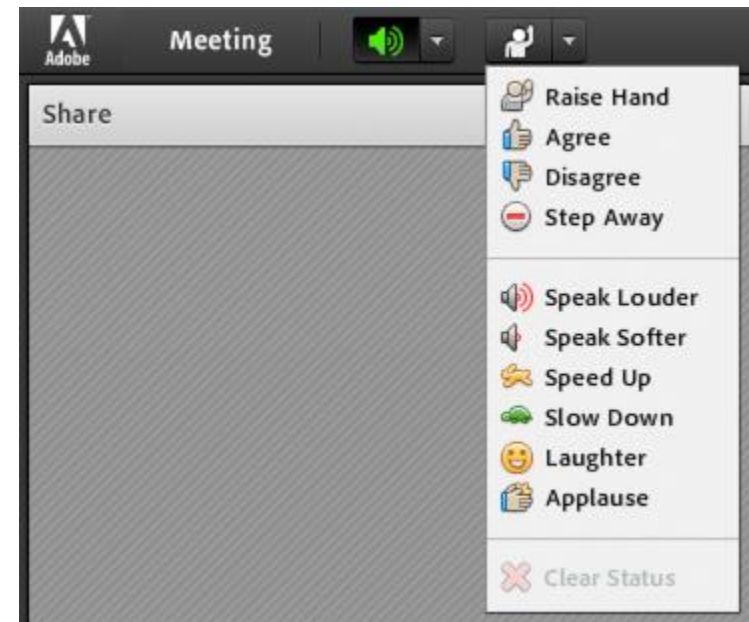 Adobe
Meeting
Share
Raise Hand
Agree
Disagree
Step Away
Speak Louder
Speak Softer
Speed Up
Slow Down
Laughter
Applause
Clear Status